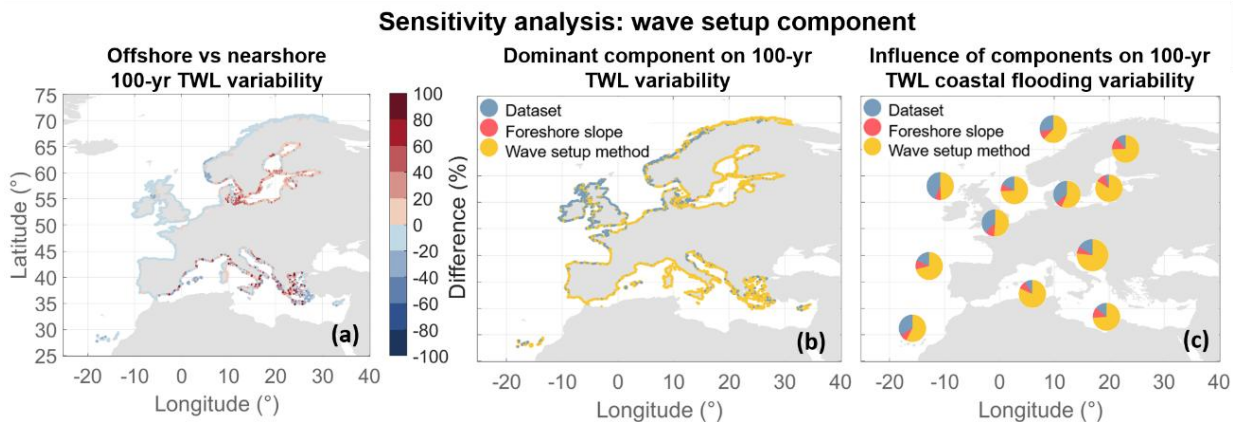 Sensitivity analysis: wave setup component
Offshore vs nearshore
100-yr TWL variability
Latitude (°)
75
70
65
60
55
50
45
40
35
30
25
-20 -10 0 10 20 30 40
Longitude (°)
(a)
100
80
60
40
20
0
-20
-40
-60
-80
-100
Difference (%)
Dominant component on 100-yr
TWL variability
Dataset
Foreshore slope
Wave setup method
(b)
-20 -10 0 10 20 30 40
Longitude (°)
Influence of components on 100-yr
TWL coastal flooding variability
Dataset
Foreshore slope
Wave setup method
(c)
-20 -10 0 10 20 30 40
Longitude (°)